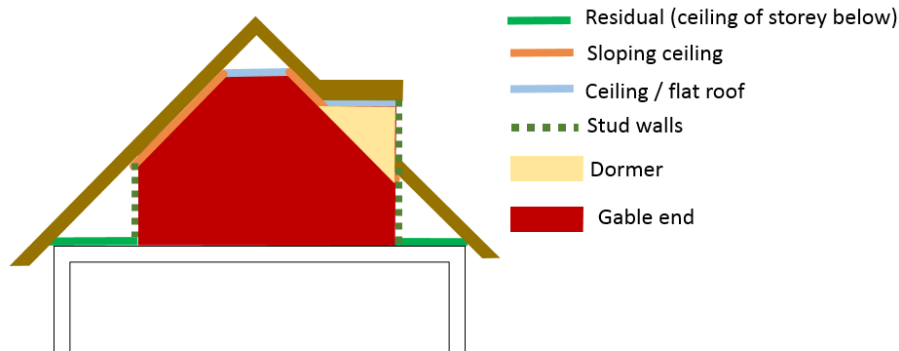 Residual (ceiling of storey below)
Sloping ceiling
Ceiling / flat roof
Stud walls
Dormer
Gable end